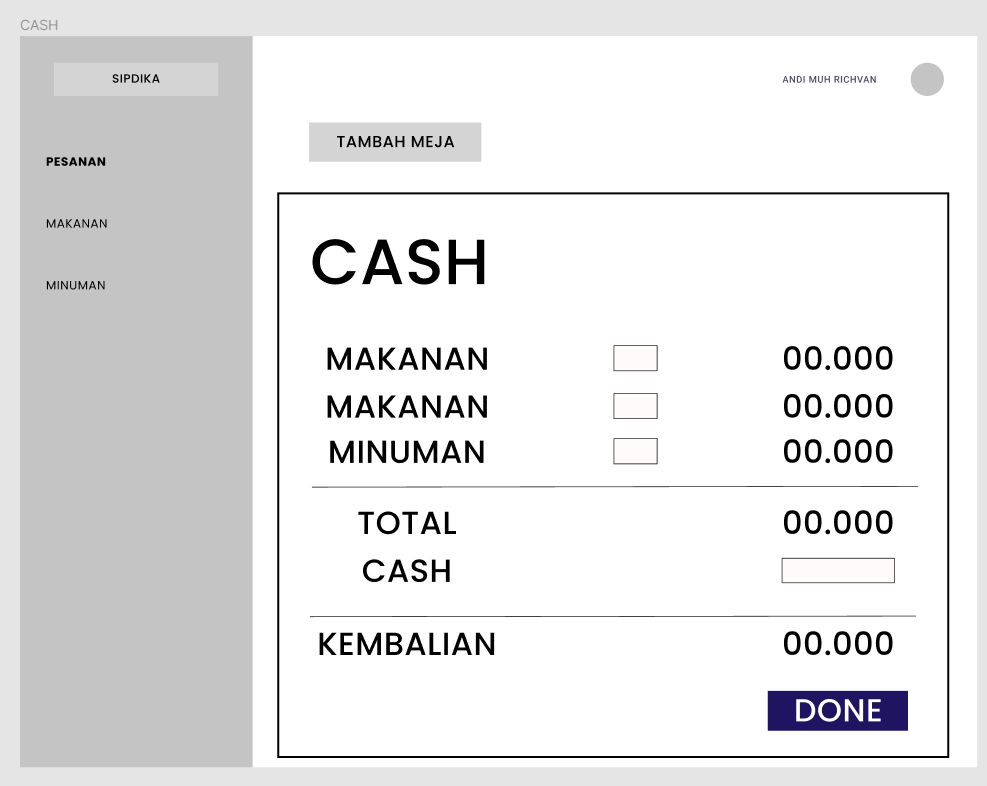 CASH
SIPDIKA
ANDI MUH RICHVAN
TAMBAH MEJA
PESANAN
MAKANAN
MINUMAN
CASH
MAKANAN 00.000
MAKANAN 00.000
MINUMAN 00.000
TOTAL 00.000
CASH
KEMBALIAN 00.000
DONE